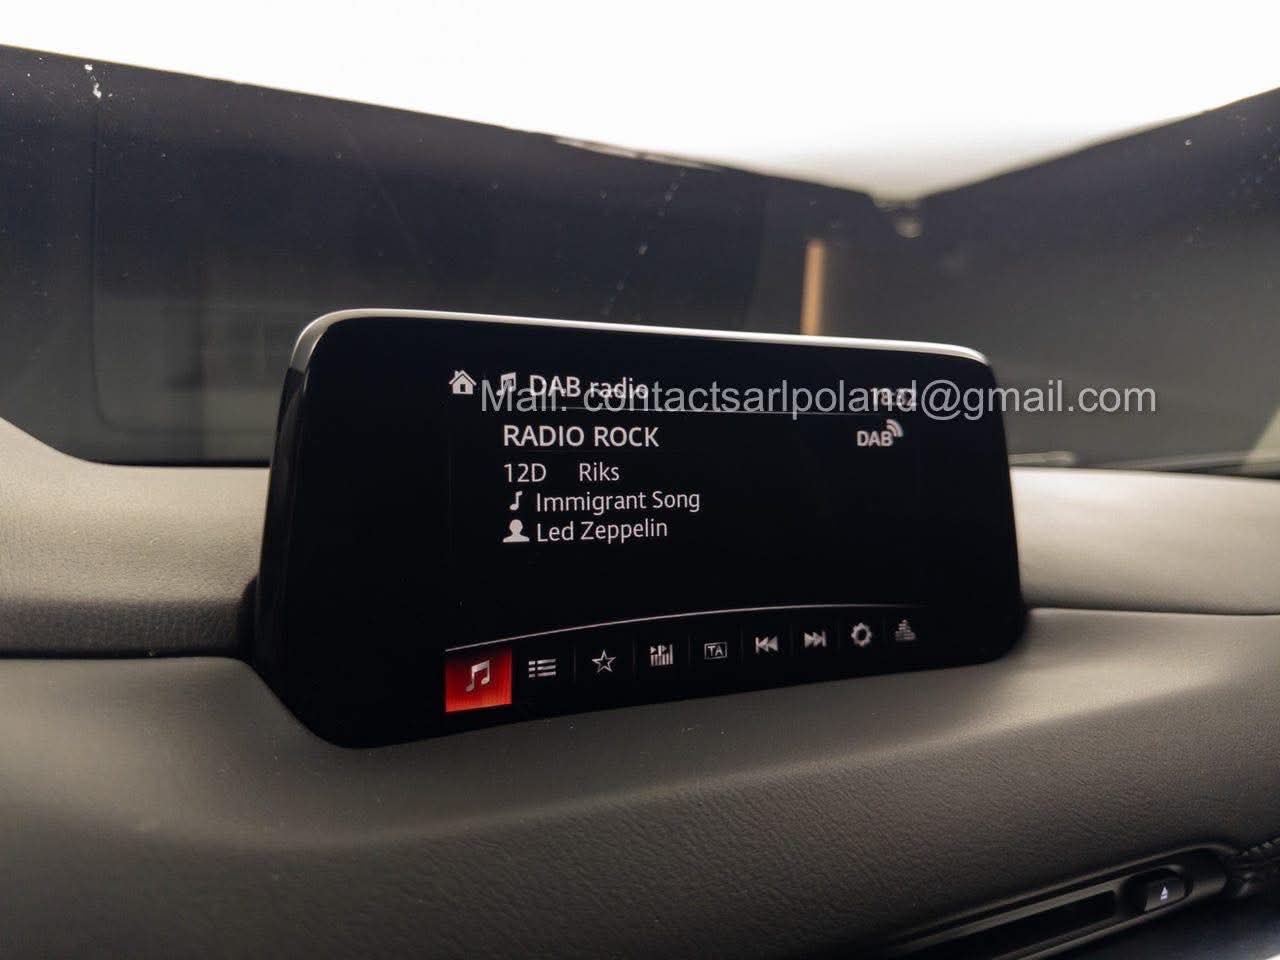 DAB radio
Mail: contactsarlpoland@gmail.com
RADIO ROCK
DAB
12D Riks
Immigrant Song
Led Zeppelin
TA